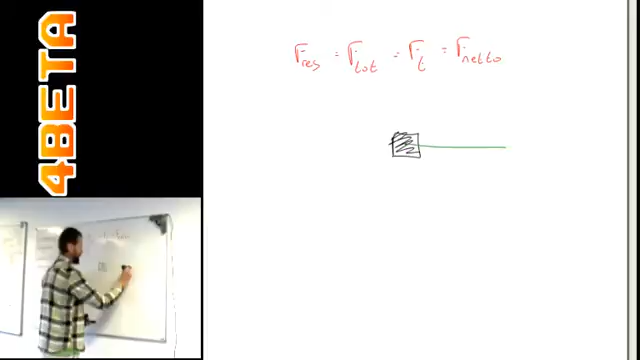 4BETA
Fres = Ftot = Ft = Fnetto